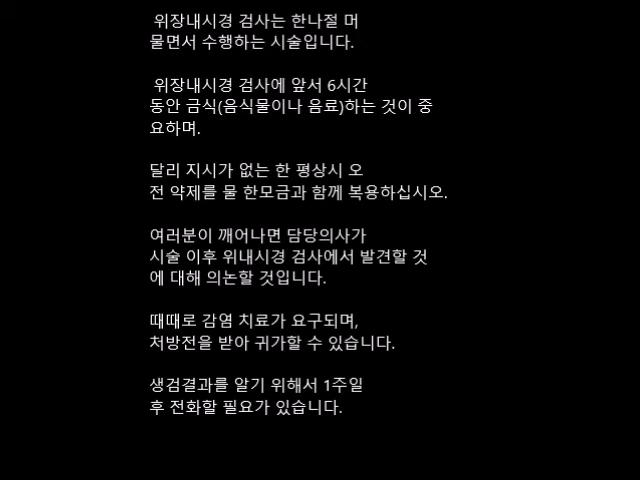 위장내시경 검사는 한나절 머
물면서 수행하는 시술입니다.
위장내시경 검사에 앞서 6시간
동안 금식(음식물이나 음료)하는 것이 중
요하며.
달리 지시가 없는 한 평상시 오
전 약제를 물 한모금과 함께 복용하십시오.
여러분이 깨어나면 담당의사가
시술 이후 위내시경 검사에서 발견할 것
에 대해 의논할 것입니다.
때때로 감염 치료가 요구되며,
처방전을 받아 귀가할 수 있습니다.
생검결과를 알기 위해서 1주일
후 전화할 필요가 있습니다.